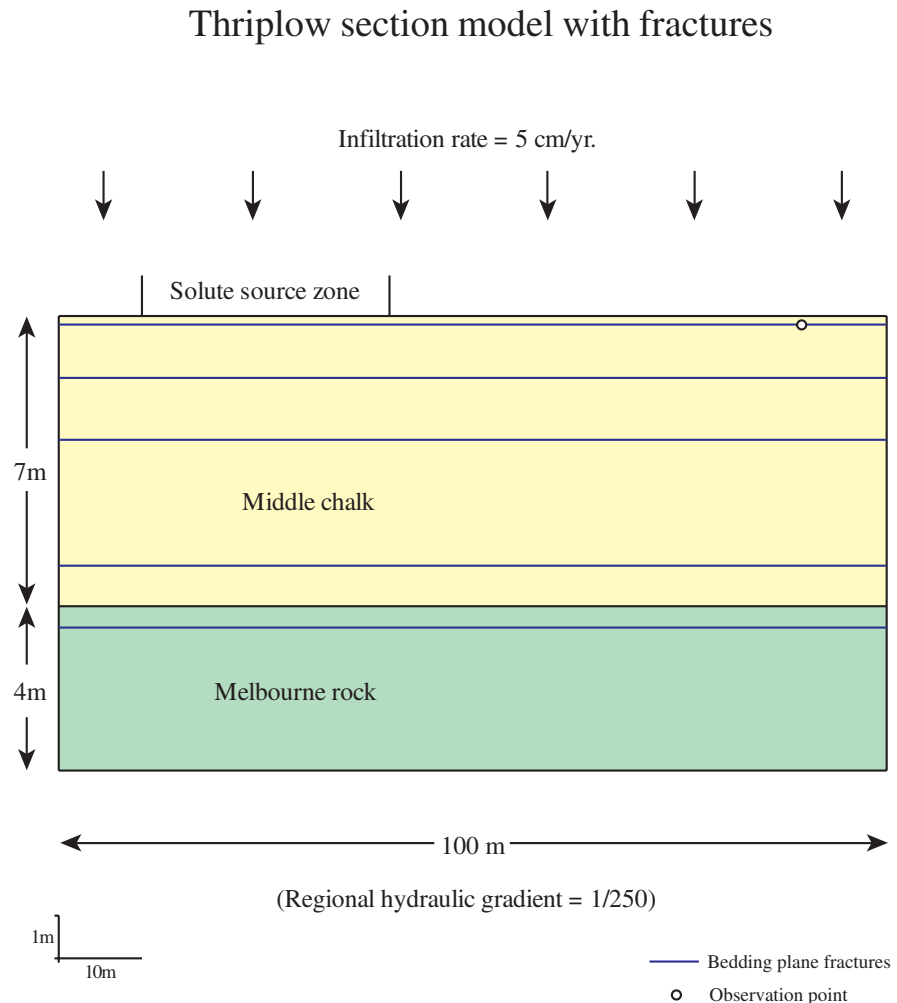 Thriplow section model with fractures
Infiltration rate = 5 cm/yr.
Solute source zone
7m
Middle chalk
4m
Melbourne rock
100 m
(Regional hydraulic gradient = 1/250)
1m
10m
Bedding plane fractures
Observation point